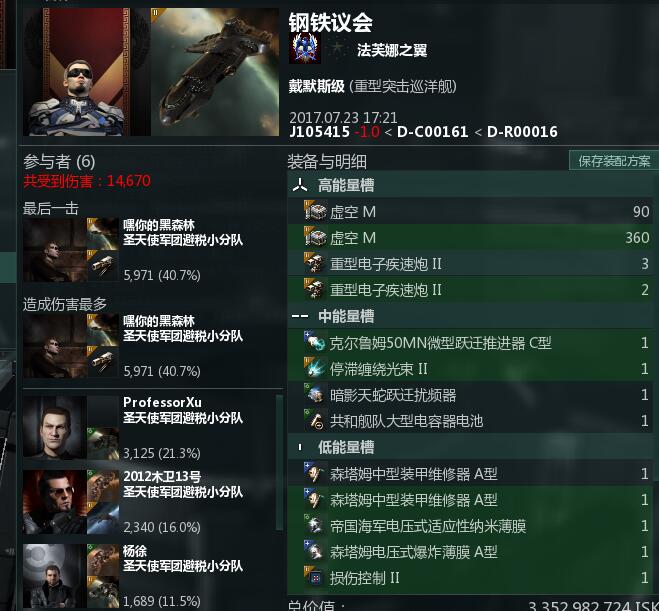 钢铁议会
法芙娜之翼
戴默斯级 (重型突击巡洋舰)
2017.07.23 17:21
J105415 -1.0 < D-C00161 < D-R00016
参与者 (6)
共受到伤害：14,670
最后一击
嘿你的黑森林
圣天使军团避税小分队
5,971 (40.7%)
造成伤害最多
嘿你的黑森林
圣天使军团避税小分队
5,971 (40.7%)
ProfessorXu
圣天使军团避税小分队
3,125 (21.3%)
2012木卫13号
圣天使军团避税小分队
2,340 (16.0%)
杨徐
圣天使军团避税小分队
1,689 (11.5%)
装备与明细
保存装配方案
高能量槽
虚空 M 90
虚空 M 360
重型电子疾速炮 II 3
重型电子疾速炮 II 2
中能量槽
克尔鲁姆50MN微型跃迁推进器 C型 1
停滞缠绕光束 II 1
暗影天蛇跃迁扰频器 1
共和舰队大型电容器电池 1
低能量槽
森塔姆中型装甲维修器 A型 1
森塔姆中型装甲维修器 A型 1
帝国海军电压式适应性纳米薄膜 1
森塔姆电压式爆炸薄膜 A型 1
损伤控制 II 1
总价值： 3,352,982,724 ISK